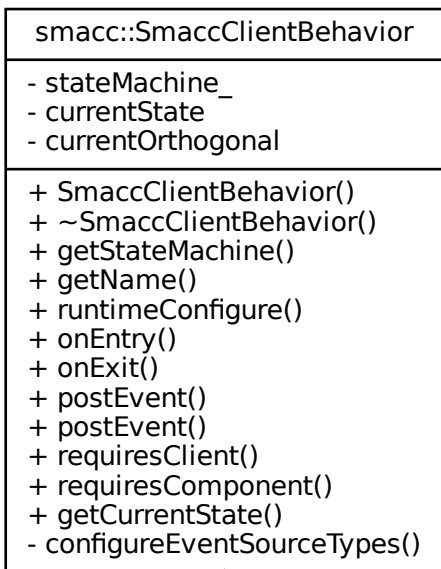 smacc::SmaccClientBehavior
- stateMachine_
- currentState
- currentOrthogonal
+ SmaccClientBehavior()
+ ~SmaccClientBehavior()
+ getStateMachine()
+ getName()
+ runtimeConfigure()
+ onEntry()
+ onExit()
+ postEvent()
+ postEvent()
+ requiresClient()
+ requiresComponent()
+ getCurrentState()
- configureEventSourceTypes()